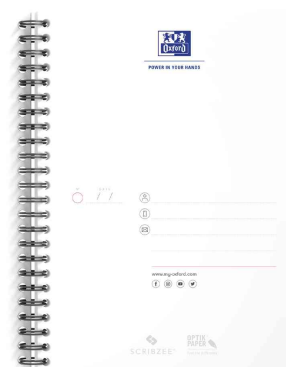 Oxford
POWER IN YOUR HANDS
N° DATE
/ /
www.my-oxford.com
SCRIBZEE
OPTIK
PAPER